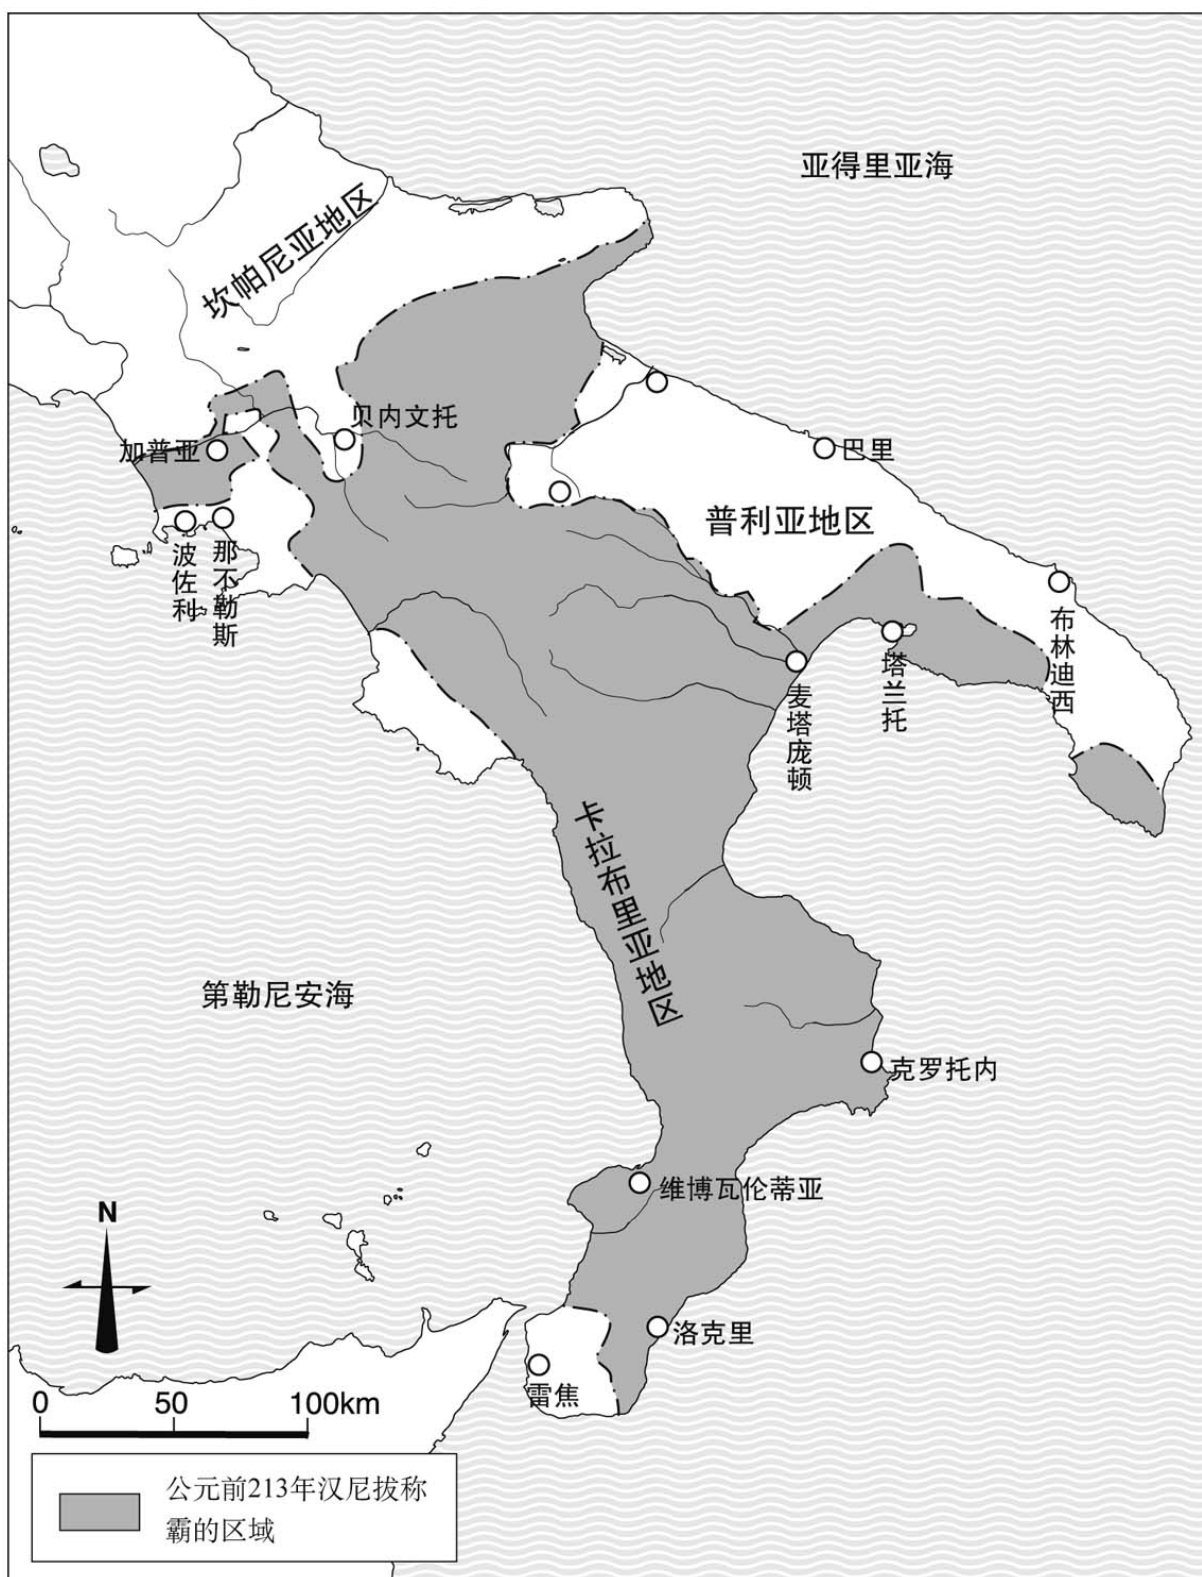 亚得里亚海
坎帕尼亚地区
贝内文托
加普亚
巴里
普利亚地区
波佐利
那不勒斯
布林迪西
塔兰托
麦塔庞顿
卡拉布里亚地区
第勒尼安海
克罗托内
维博瓦伦蒂亚
N
洛克里
雷焦
0 50 100km
公元前213年汉尼拔称
霸的区域